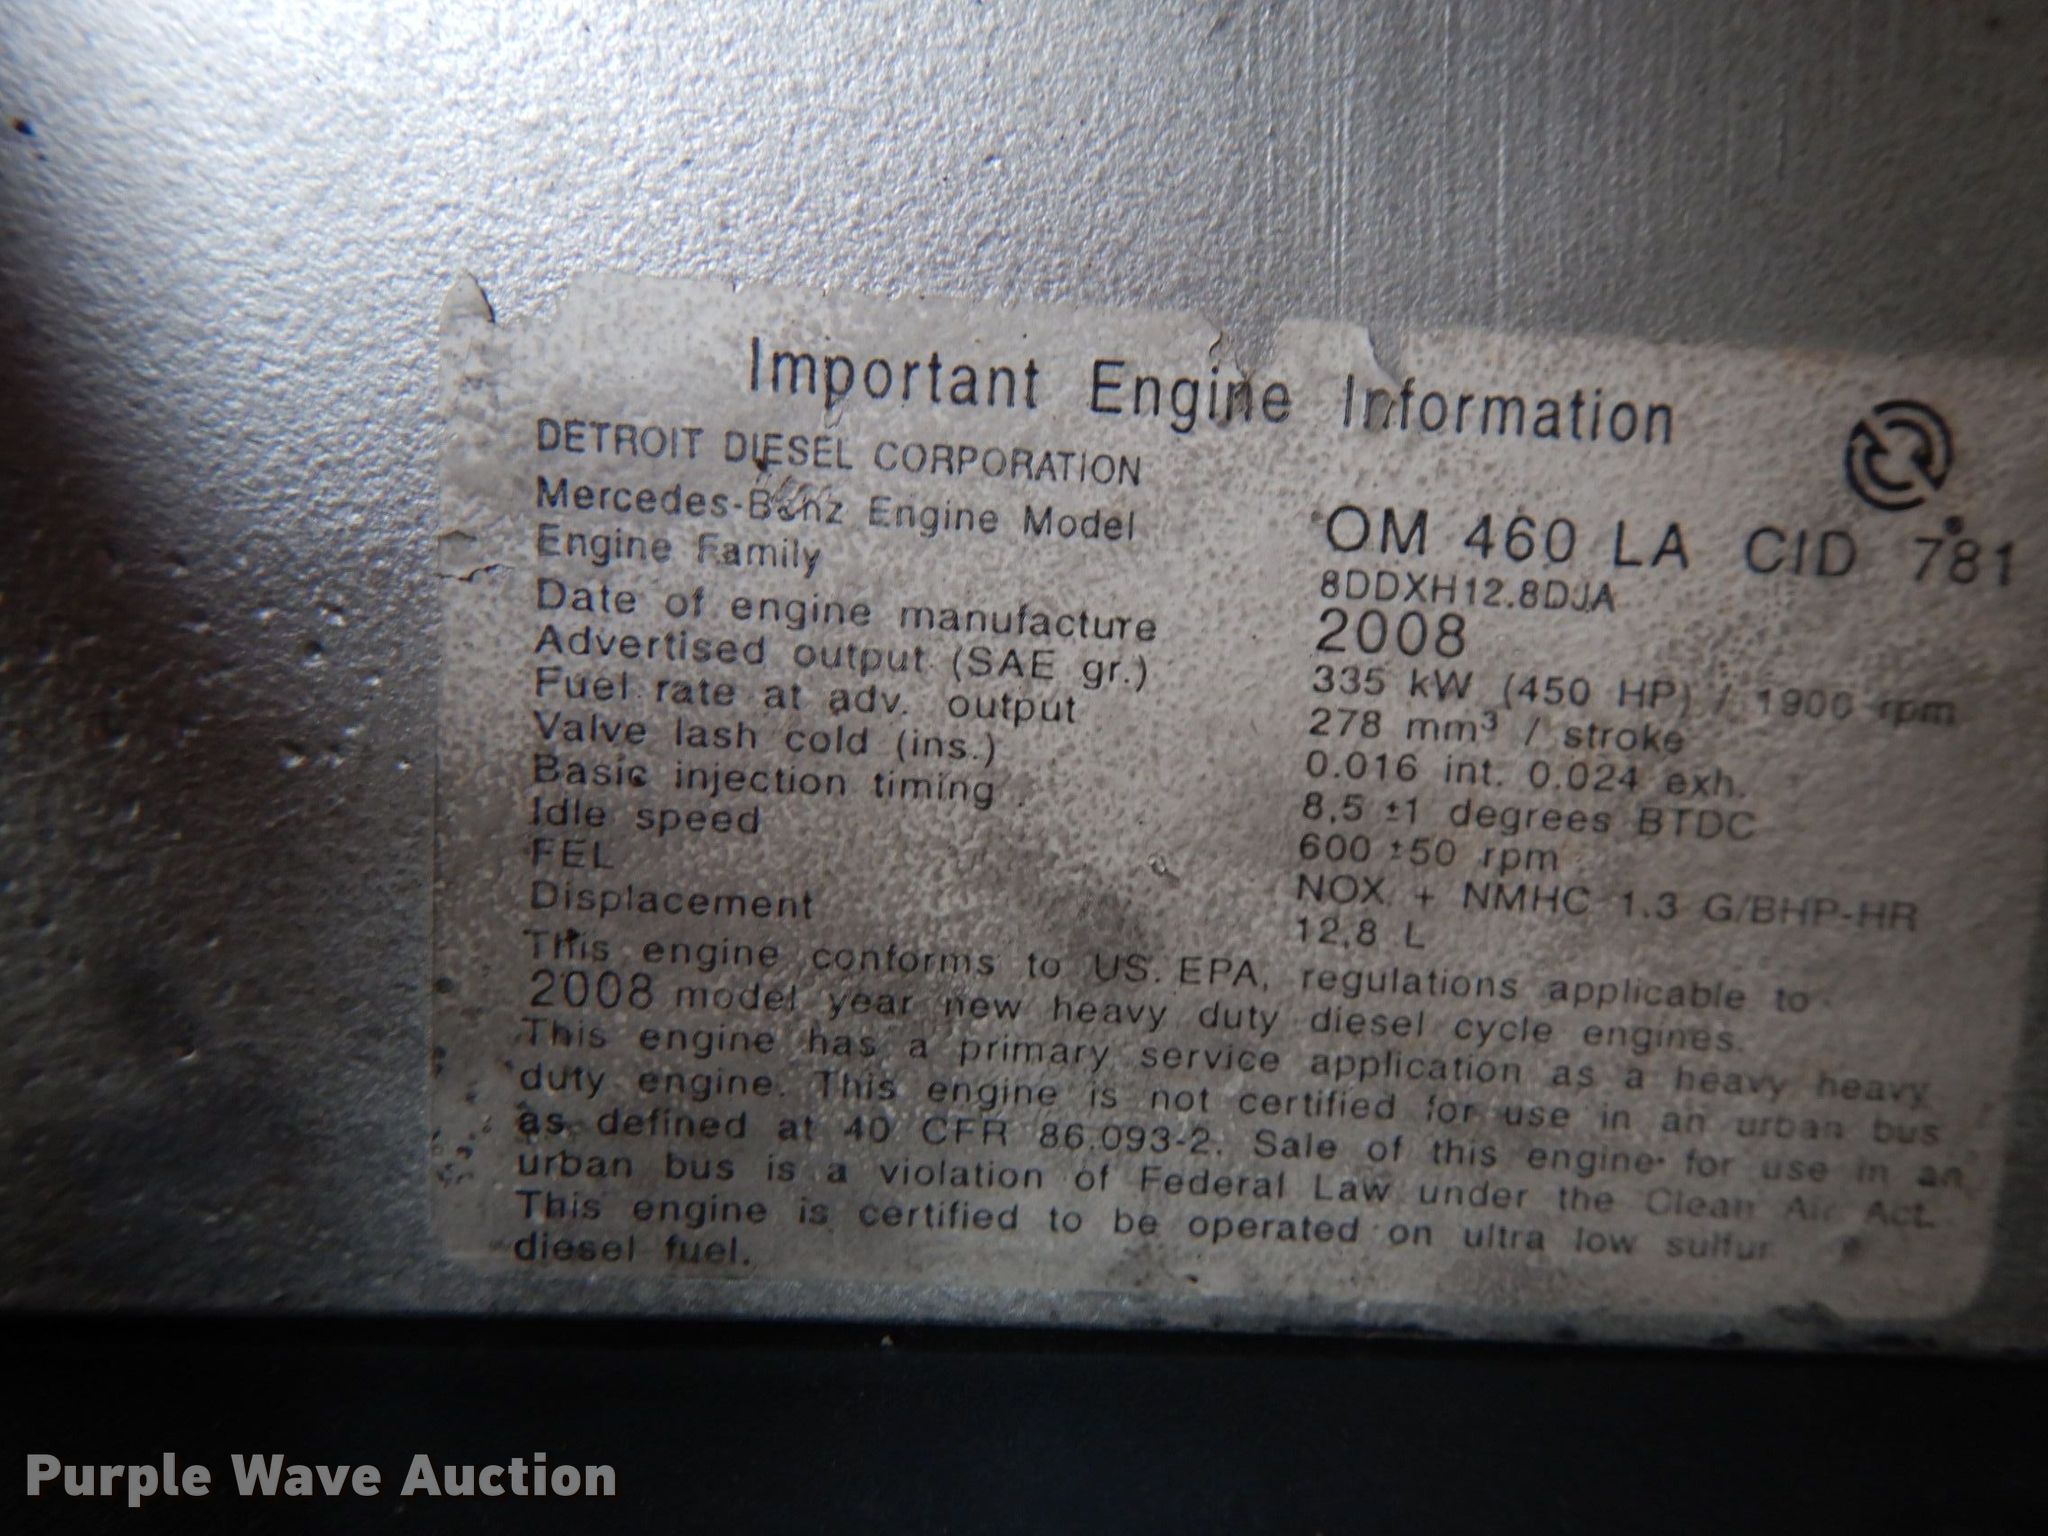 Important Engine Information
DETROIT DIESEL CORPORATION
Mercedes-Benz Engine Model OM 460 LA CID 781
Engine Family 8DDXH12.8DJA
Date of engine manufacture 2008
Advertised output (SAE gr.) 335 kW (450 HP) / 1900 rpm
Fuel rate at adv. output 278 mm³ / stroke
Valve lash cold (ins.) 0.016 int. 0.024 exh.
Basic injection timing 8,5 ±1 degrees BTDC
Idle speed 600 ±50 rpm
FEL NOX + NMHC 1.3 G/BHP-HR
Displacement 12,8 L
This engine conforms to US. EPA, regulations applicable to
2008 model year new heavy duty diesel cycle engines.
This engine has a primary service application as a heavy heavy
duty engine. This engine is not certified for use in an urban bus
as defined at 40 CFR 86.093-2. Sale of this engine for use in an
urban bus is a violation of Federal Law under the Clean Air Act.
This engine is certified to be operated on ultra low sulfur
diesel fuel.
Purple Wave Auction